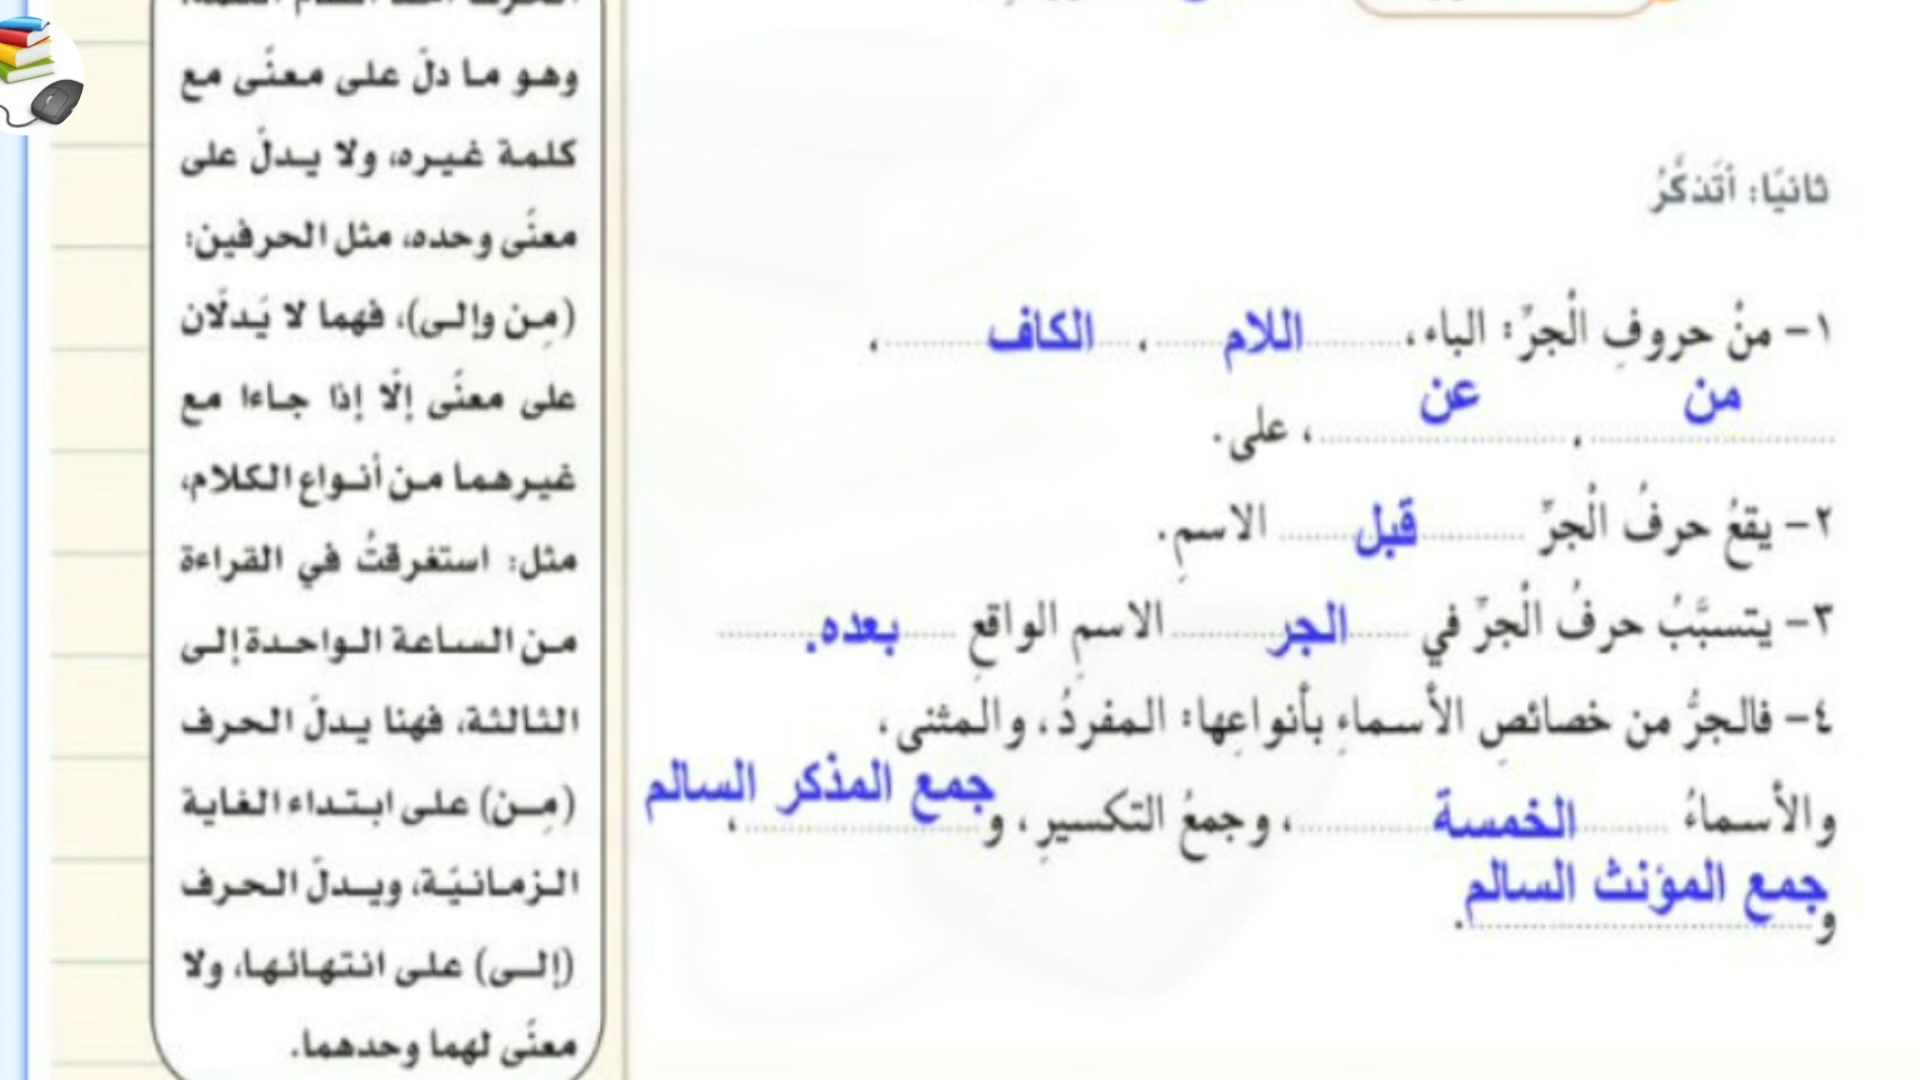 ثانيًا: أتَذكَّرُ
١- منْ حروفِ الْجرِّ: الباء، اللام، الكاف،
من، عن، على.
٢- يقعُ حرفُ الْجرِّ قبل الاسمِ.
٣- يتسبَّبُ حرفُ الْجرِّ في الجر الاسمِ الواقعِ بعده.
٤- فالجرُّ من خصائصِ الأسماءِ بأنواعِها: المفردُ، والمثنى،
والأسماءُ الخمسة، وجمعُ التكسيرِ، وجمع المذكر السالم،
وجمع المؤنث السالم.
وهو ما دلّ على معنًى مع
كلمة غيره، ولا يدلّ على
معنًى وحده، مثل الحرفين:
(مِن وإلى)، فهما لا يَدلّان
على معنًى إلّا إذا جاءا مع
غيرهما من أنواع الكلام،
مثل: استغرقتُ في القراءة
من الساعة الواحدة إلى
الثالثة، فهنا يدلّ الحرف
(مِن) على ابتداء الغاية
الزمانيّة، ويدلّ الحرف
(إلى) على انتهائها، ولا
معنًى لهما وحدهما.